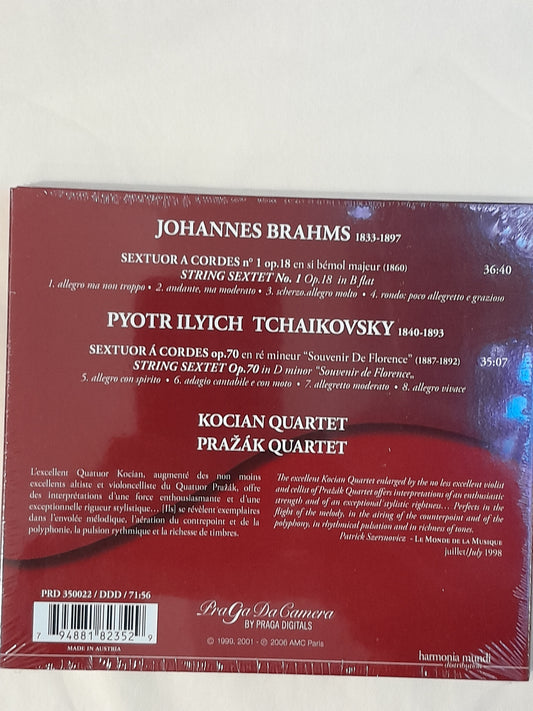 JOHANNES BRAHMS 1833-1897
SEXTUOR A CORDES n° 1 op.18 en si bémol majeur (1860) 36:40
STRING SEXTET No. 1 Op.18 in B flat
1. allegro ma non troppo • 2. andante, ma moderato • 3. scherzo.allegro molto • 4. rondo: poco allegretto e grazioso
PYOTR ILYICH TCHAIKOVSKY 1840-1893
SEXTUOR Á CORDES op.70 en ré mineur "Souvenir De Florence" (1887-1892) 35:07
STRING SEXTET Op.70 in D minor "Souvenir de Florence„
5. allegro con spirito • 6. adagio cantabile e con moto • 7. allegretto moderato • 8. allegro vivace
KOCIAN QUARTET
PRAŽÁK QUARTET
L'excellent Quatuor Kocian, augmenté des non moins
excellents altiste et violoncelliste du Quatuor Pražák, offre
des interprétations d'une force enthousiasmante et d'une
exceptionnelle rigueur stylistique... [Ils] se révèlent exemplaires
dans l'envolée mélodique, l'aération du contrepoint et de la
polyphonie, la pulsion rythmique et la richesse de timbres.
The excellent Kocian Quartet enlarged by the no less excellent violist
and cellist of Pražák Quartet offers interpretations of an enthusiastic
strength and of an exceptional stylistic rightness... Perfects in the
flight of the melody, in the airing of the counterpoint and of the
polyphony, in rhythmical pulsation and in richness of tones.
Patrick Szersnovicz - LE MONDE DE LA MUSIQUE
juillet/July 1998
PRD 350022 / DDD / 71:56
7 94881 82352 9
MADE IN AUSTRIA
PraGa Da Camera
BY PRAGA DIGITALS
© 1999, 2001 - ℗ 2006 AMC Paris
harmonia mundi
distribution